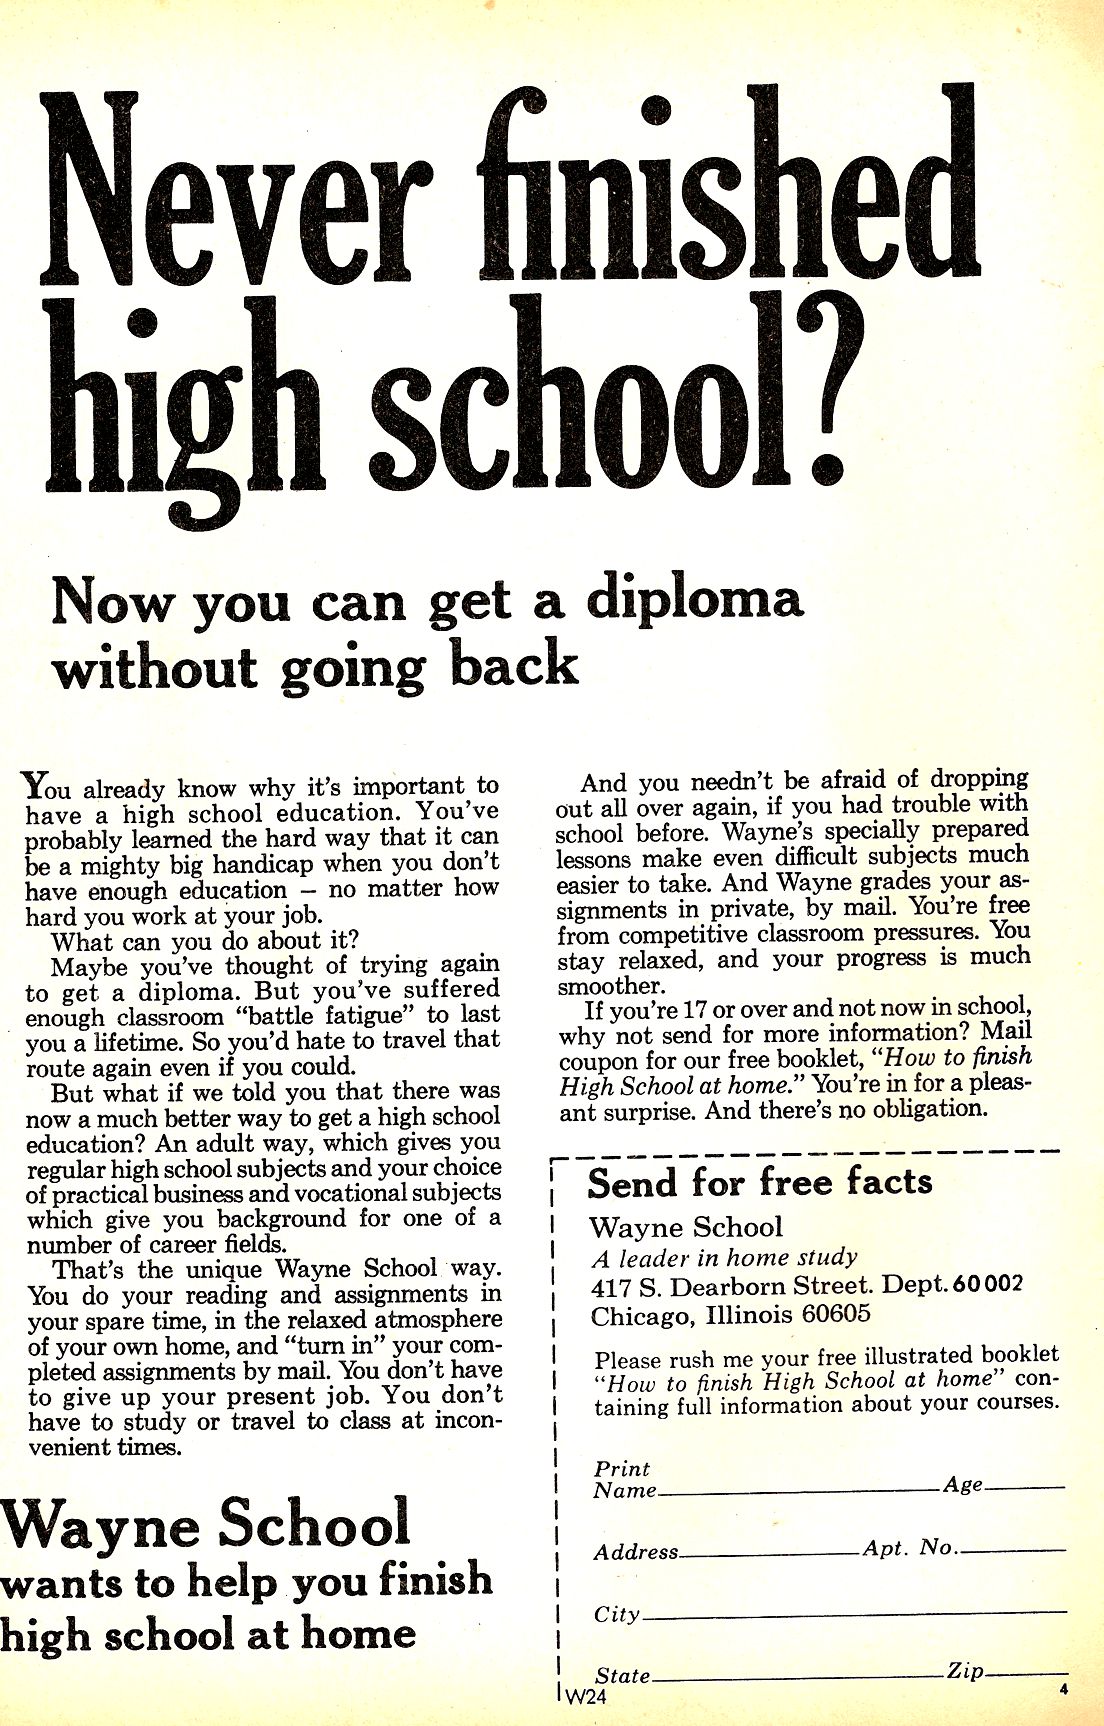 Never finished
high school?
Now you can get a diploma
without going back
You already know why it's important to
have a high school education. You've
probably learned the hard way that it can
be a mighty big handicap when you don't
have enough education – no matter how
hard you work at your job.
What can you do about it?
Maybe you've thought of trying again
to get a diploma. But you've suffered
enough classroom "battle fatigue" to last
you a lifetime. So you'd hate to travel that
route again even if you could.
But what if we told you that there was
now a much better way to get a high school
education? An adult way, which gives you
regular high school subjects and your choice
of practical business and vocational subjects
which give you background for one of a
number of career fields.
That's the unique Wayne School way.
You do your reading and assignments in
your spare time, in the relaxed atmosphere
of your own home, and "turn in" your com-
pleted assignments by mail. You don't have
to give up your present job. You don't
have to study or travel to class at incon-
venient times.
Wayne School
wants to help you finish
high school at home
And you needn't be afraid of dropping
out all over again, if you had trouble with
school before. Wayne's specially prepared
lessons make even difficult subjects much
easier to take. And Wayne grades your as-
signments in private, by mail. You're free
from competitive classroom pressures. You
stay relaxed, and your progress is much
smoother.
If you're 17 or over and not now in school,
why not send for more information? Mail
coupon for our free booklet, "How to finish
High School at home." You're in for a pleas-
ant surprise. And there's no obligation.
Send for free facts
Wayne School
A leader in home study
417 S. Dearborn Street. Dept. 60 002
Chicago, Illinois 60605
Please rush me your free illustrated booklet
"How to finish High School at home" con-
taining full information about your courses.
Print
Name Age
Address Apt. No.
City
State Zip
W24 4